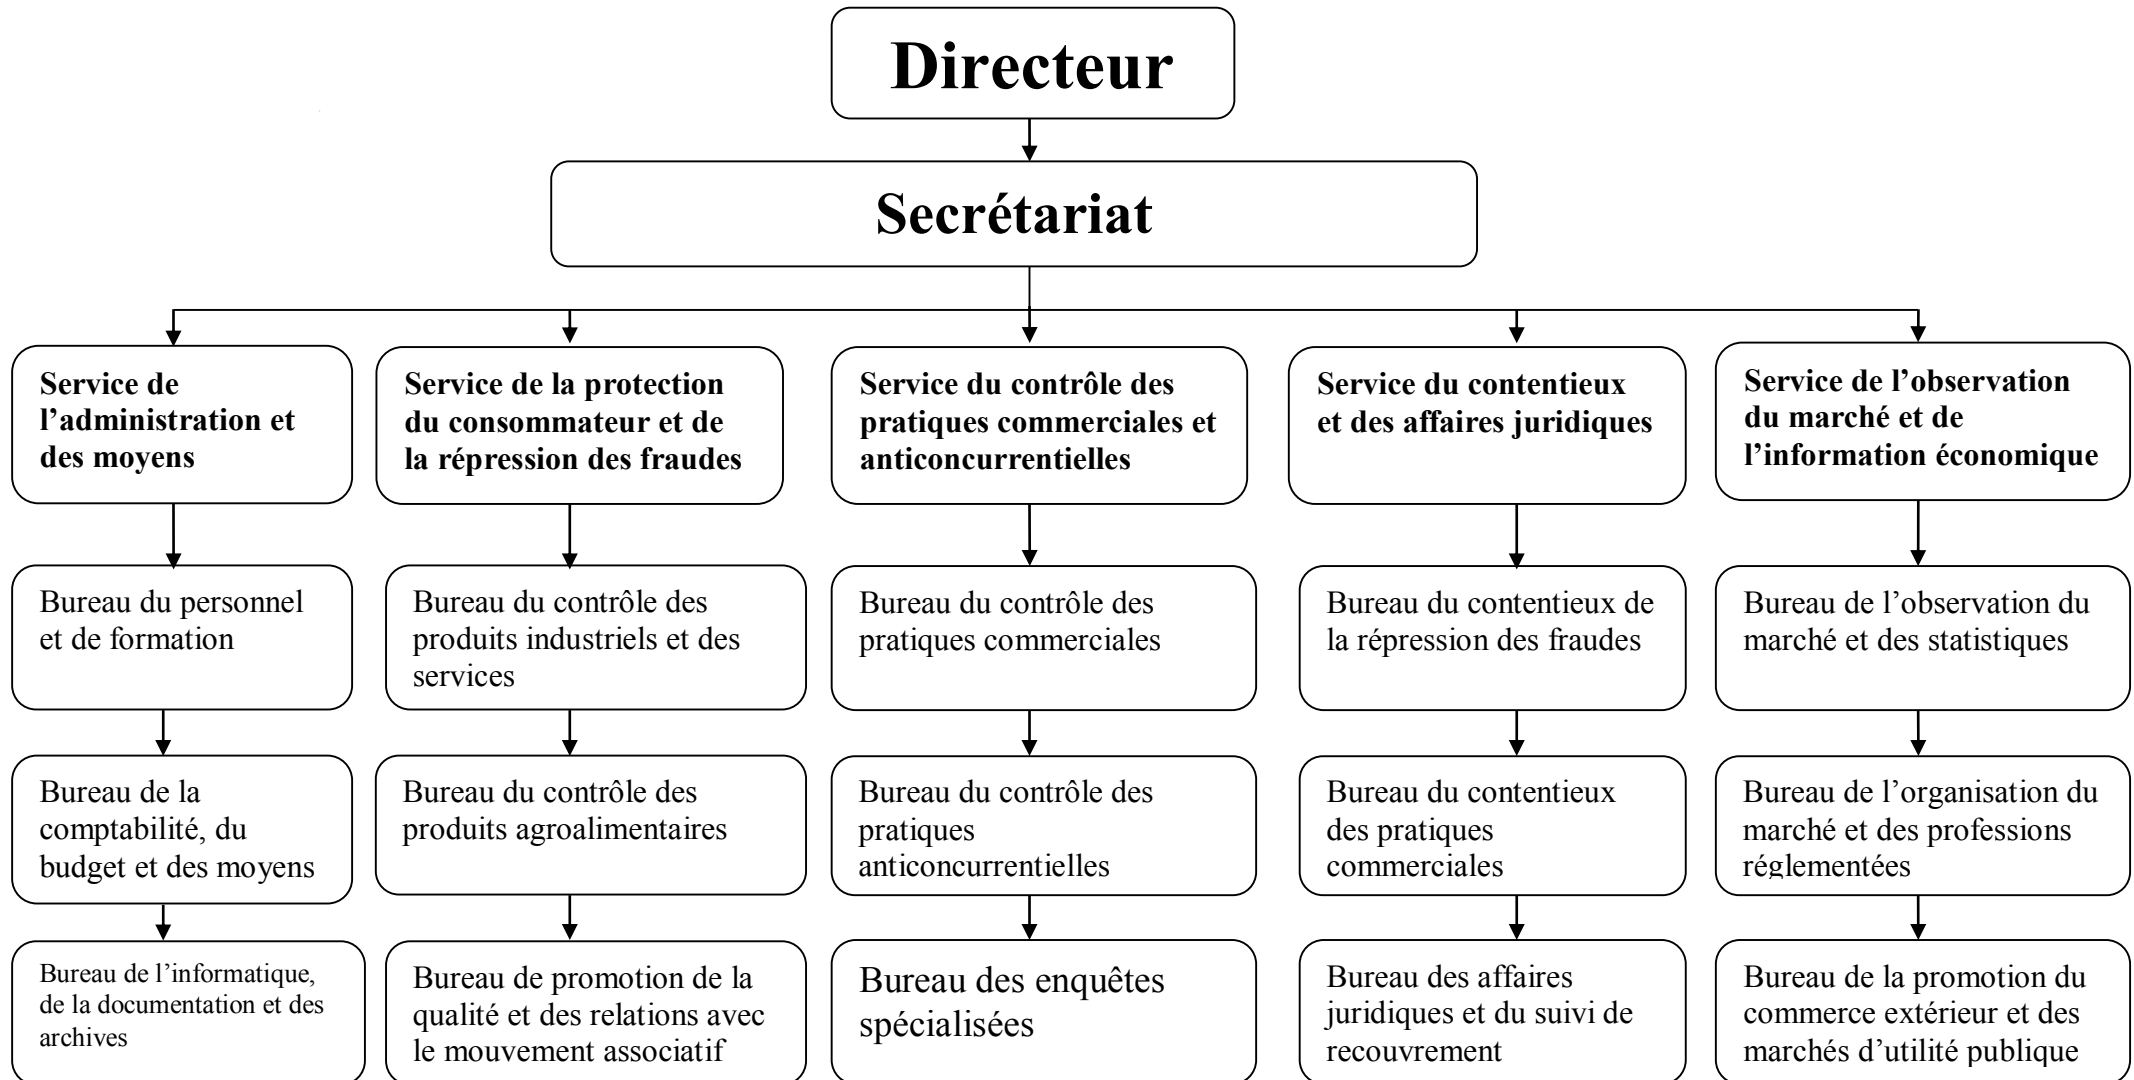 Directeur
Secrétariat
Service de
l’administration et
des moyens
Service de la protection
du consommateur et de
la répression des fraudes
Service du contrôle des
pratiques commerciales et
anticoncurrentielles
Service du contentieux
et des affaires juridiques
Service de l’observation
du marché et de
l’information économique
Bureau du personnel
et de formation
Bureau du contrôle des
produits industriels et des
services
Bureau du contrôle des
pratiques commerciales
Bureau du contentieux de
la répression des fraudes
Bureau de l’observation du
marché et des statistiques
Bureau de la
comptabilité, du
budget et des moyens
Bureau du contrôle des
produits agroalimentaires
Bureau du contrôle des
pratiques
anticoncurrentielles
Bureau du contentieux
des pratiques
commerciales
Bureau de l’organisation du
marché et des professions
réglementées
Bureau de l’informatique,
de la documentation et des
archives
Bureau de promotion de la
qualité et des relations avec
le mouvement associatif
Bureau des enquêtes
spécialisées
Bureau des affaires
juridiques et du suivi de
recouvrement
Bureau de la promotion du
commerce extérieur et des
marchés d’utilité publique